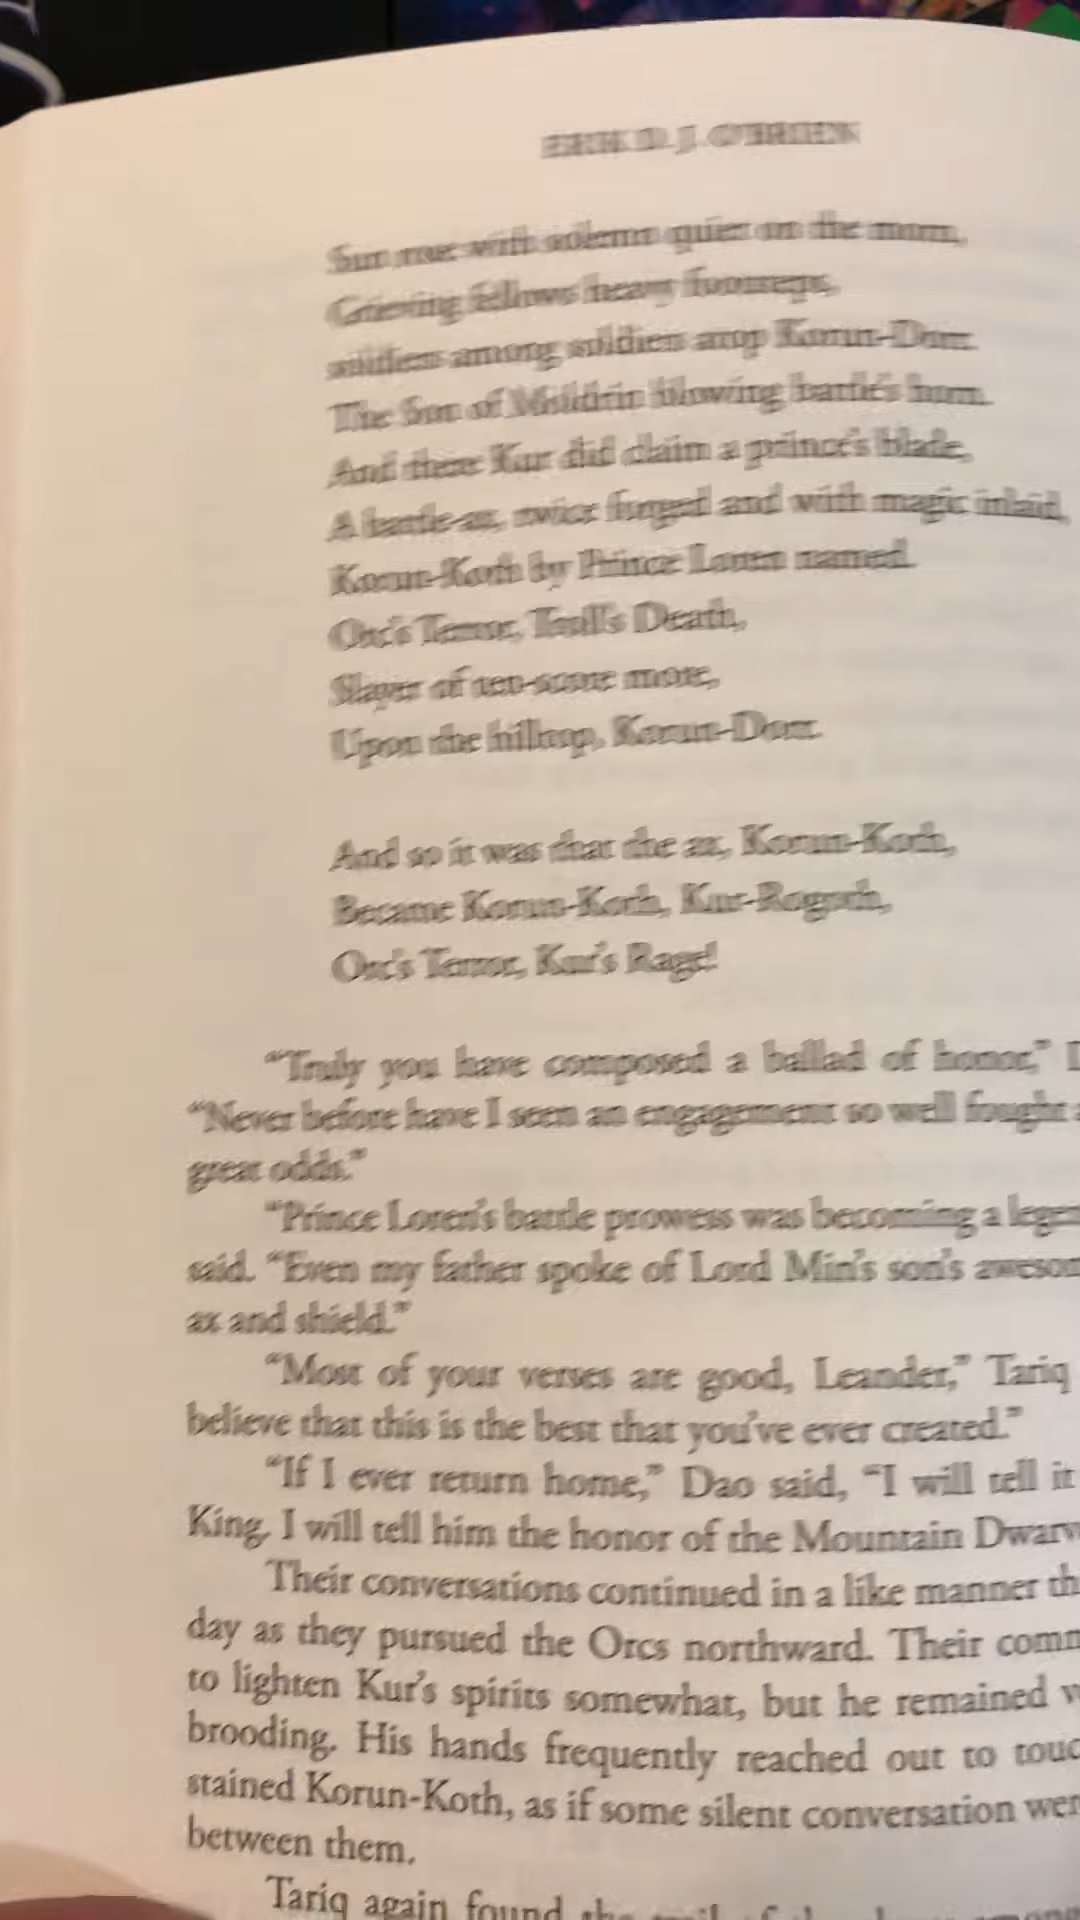 ERIK D. J. O'BRIEN
Sun rose with solemn quiet on the morn,
Grieving fellows heavy footsteps,
soldiers among soldiers atop Korun-Dorr.
The Son of blowing battle's horn.
And there Kur did claim a prince's blade,
A battle-ax, twice forged and with magic inlaid,
Korun-Koth by Prince Loren named.
Orc's Terror, Troll's Death,
Slayer of ten-score more,
Upon the hilltop, Korun-Dorr.
And so it was that the ax, Korun-Koth,
Became Korun-Koth, Kur-Rogoth,
Orc's Terror, Kur's Rage!
“Truly you have composed a ballad of honor,”
“Never before have I seen an engagement so well fought
great odds.”
“Prince Loren's battle prowess was becoming a
said. “Even my father spoke of Lord Min's son's
ax and shield.”
“Most of your verses are good, Leander,” Tariq
believe that this is the best that you've ever created.”
“If I ever return home,” Dao said, “I will tell it
King. I will tell him the honor of the Mountain
Their conversations continued in a like manner
day as they pursued the Orcs northward. Their
to lighten Kur's spirits somewhat, but he remained
brooding. His hands frequently reached out to
stained Korun-Koth, as if some silent conversation
between them.
Tariq again found the